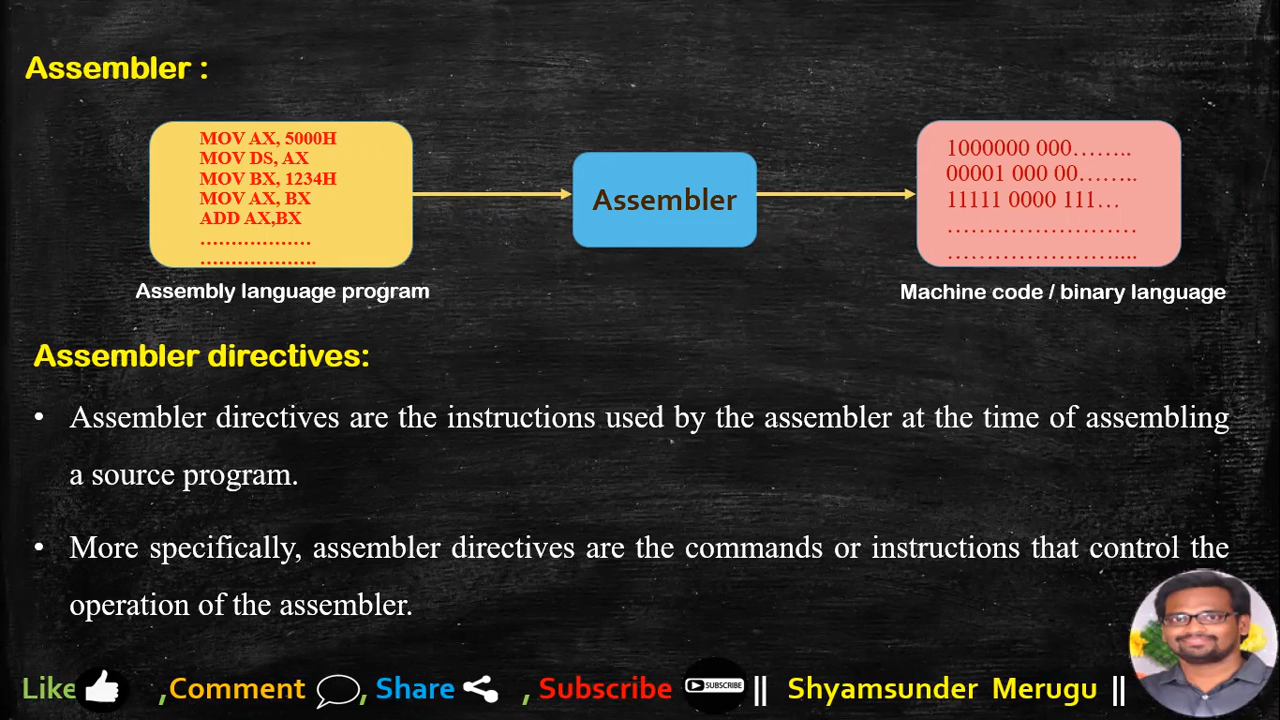 Assembler :
MOV AX, 5000H
MOV DS, AX
MOV BX, 1234H
MOV AX, BX
ADD AX,BX
………………
……………….
Assembly language program
Assembler
1000000 000……..
00001 000 00……..
11111 0000 111…
……………………
…………………....
Machine code / binary language
Assembler directives:
• Assembler directives are the instructions used by the assembler at the time of assembling
a source program.
• More specifically, assembler directives are the commands or instructions that control the
operation of the assembler.
Like , Comment , Share , Subscribe SUBSCRIBE || Shyamsunder Merugu ||